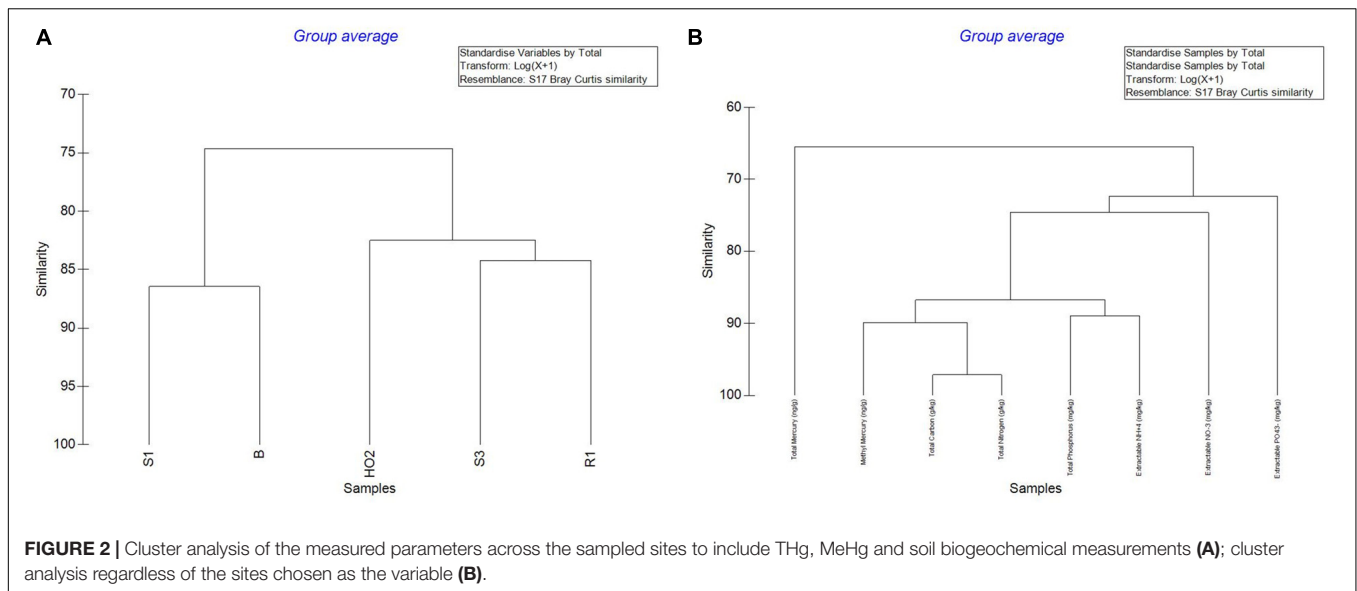 A
Group average
Standardise Variables by Total
Transform: Log(X+1)
Resemblance: S17 Bray Curtis similarity
70
75
80
85
90
95
100
Similarity
S1
B
HO2
S3
R1
Samples
B
Group average
Standardise Samples by Total
Standardise Samples by Total
Transform: Log(X+1)
Resemblance: S17 Bray Curtis similarity
60
70
80
90
100
Similarity
Total Mercury (ng/g)
Methyl Mercury (ng/g)
Total Carbon (g/kg)
Total Nitrogen (g/kg)
Total Phosphorus (mg/kg)
Extractable NH+4 (mg/kg)
Extractable NO-3 (mg/kg)
Extractable PO43- (mg/kg)
Samples
FIGURE 2 | Cluster analysis of the measured parameters across the sampled sites to include THg, MeHg and soil biogeochemical measurements (A); cluster
analysis regardless of the sites chosen as the variable (B).